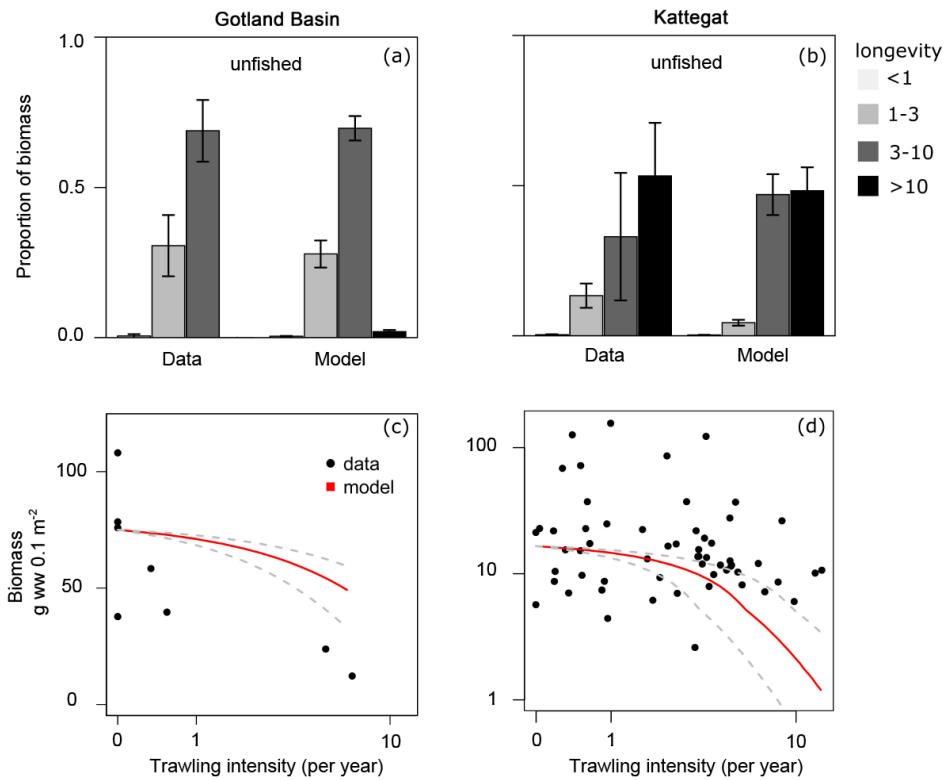 Gotland Basin
Kattegat
1.0
(a)
(b)
longevity
unfished
unfished
<1
1-3
3-10
>10
Proportion of biomass
0.5
0.0
Data
Model
Data
Model
(c)
(d)
100
100
data
model
Biomass
g ww 0.1 m-2
50
10
0
1
0
1
10
0
1
10
Trawling intensity (per year)
Trawling intensity (per year)